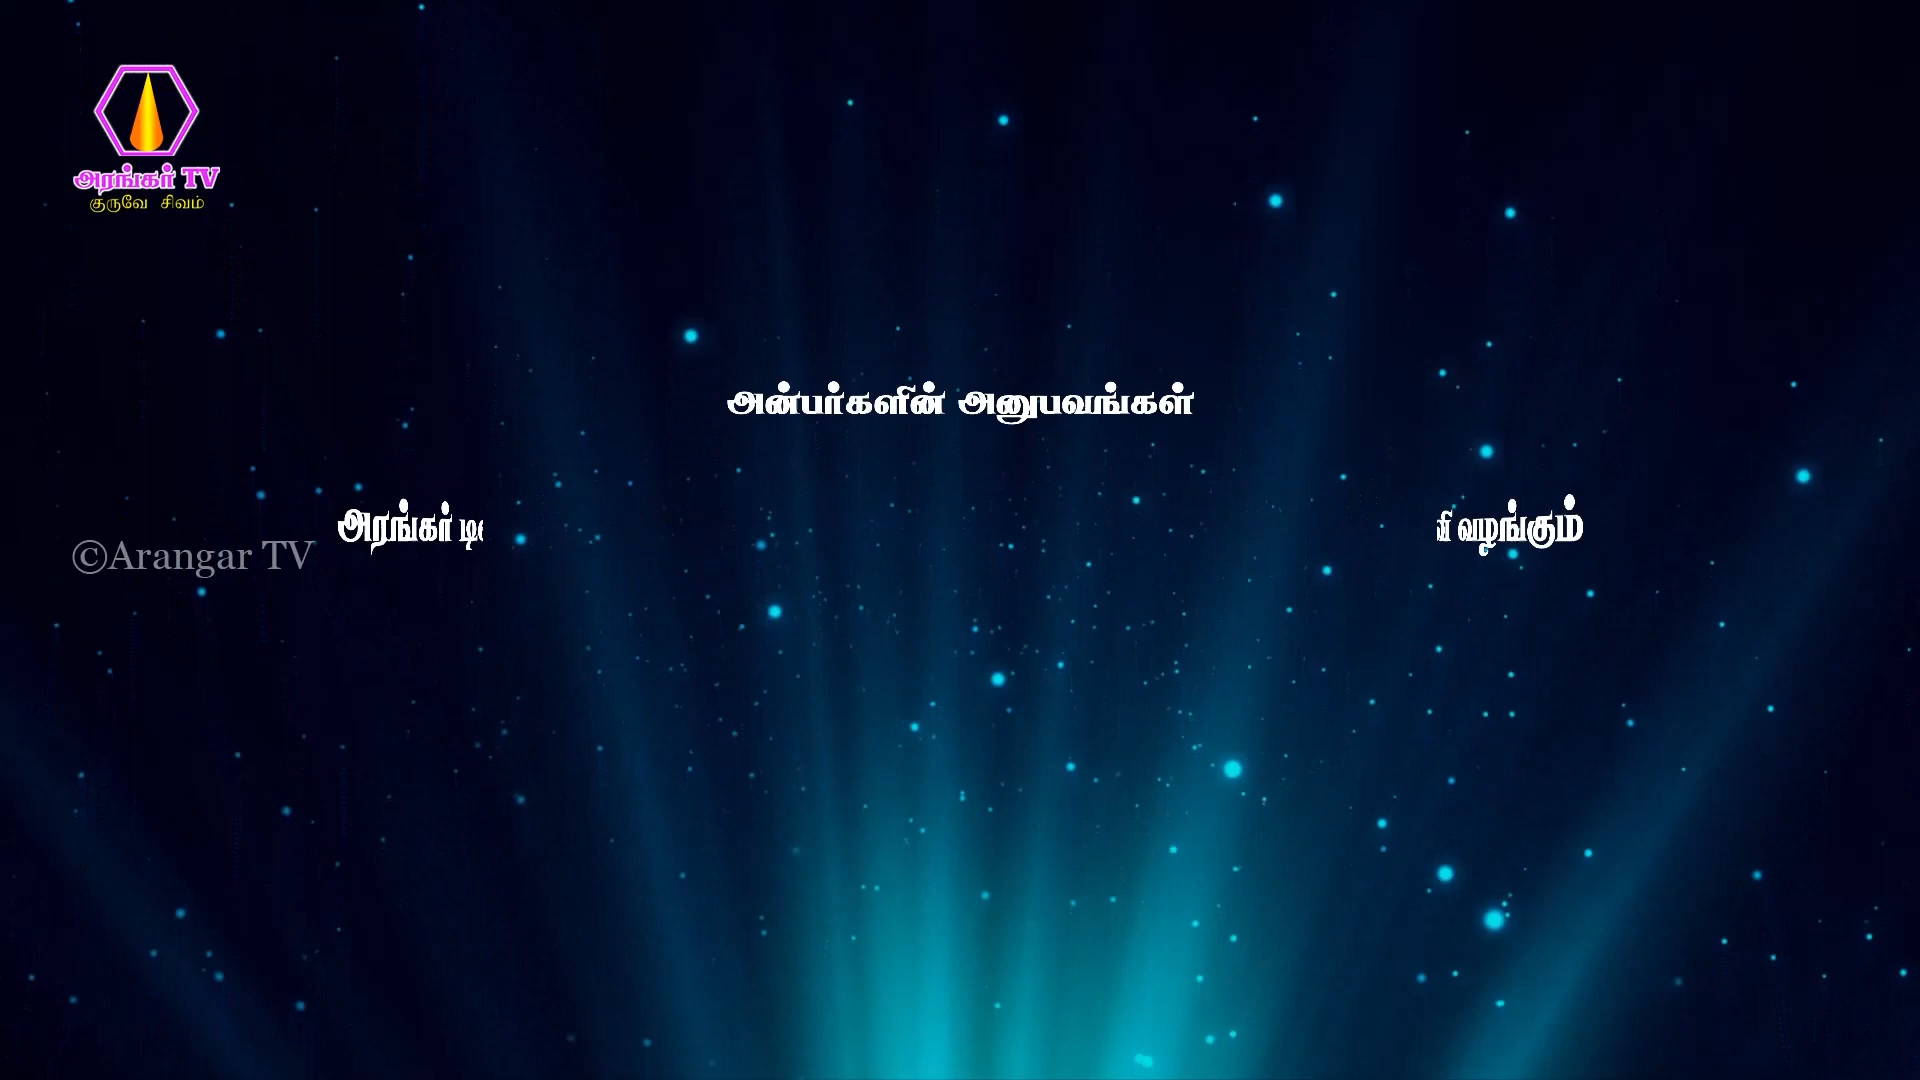 அரங்கர் TV
குருவே சிவம்
அன்பர்களின் அனுபவங்கள்
அரங்கர் வழங்கும்
©Arangar TV